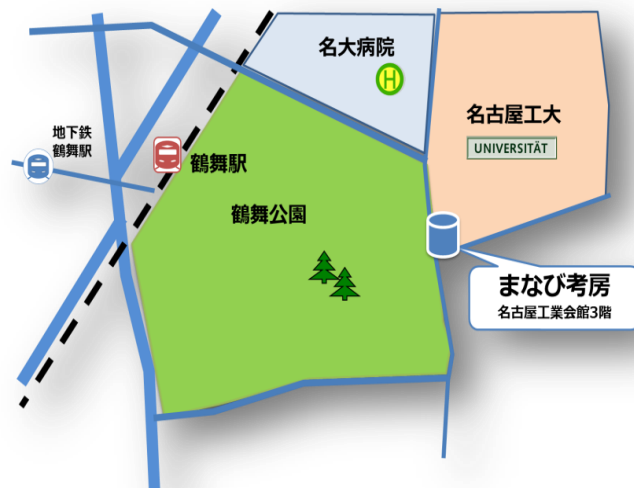 名大病院
H
名古屋工大
UNIVERSITÄT
地下鉄
鶴舞駅
鶴舞駅
鶴舞公園
まなび考房
名古屋工業会館3階